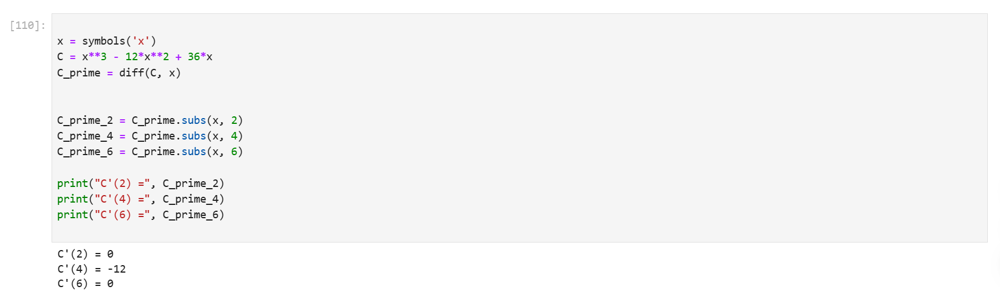 [110]:
x = symbols('x')
C = x**3 - 12*x**2 + 36*x
C_prime = diff(C, x)
C_prime_2 = C_prime.subs(x, 2)
C_prime_4 = C_prime.subs(x, 4)
C_prime_6 = C_prime.subs(x, 6)
print("C'(2) =", C_prime_2)
print("C'(4) =", C_prime_4)
print("C'(6) =", C_prime_6)
C'(2) = 0
C'(4) = -12
C'(6) = 0